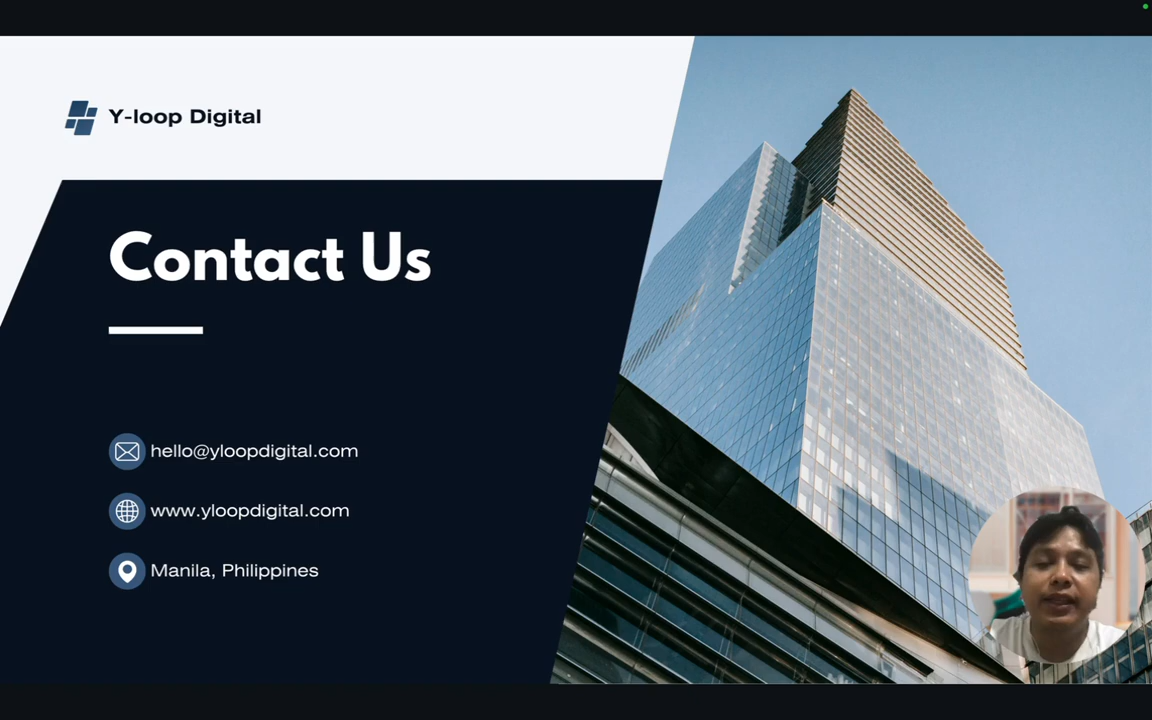 Y-loop Digital
Contact Us
hello@yloopdigital.com
www.yloopdigital.com
Manila, Philippines